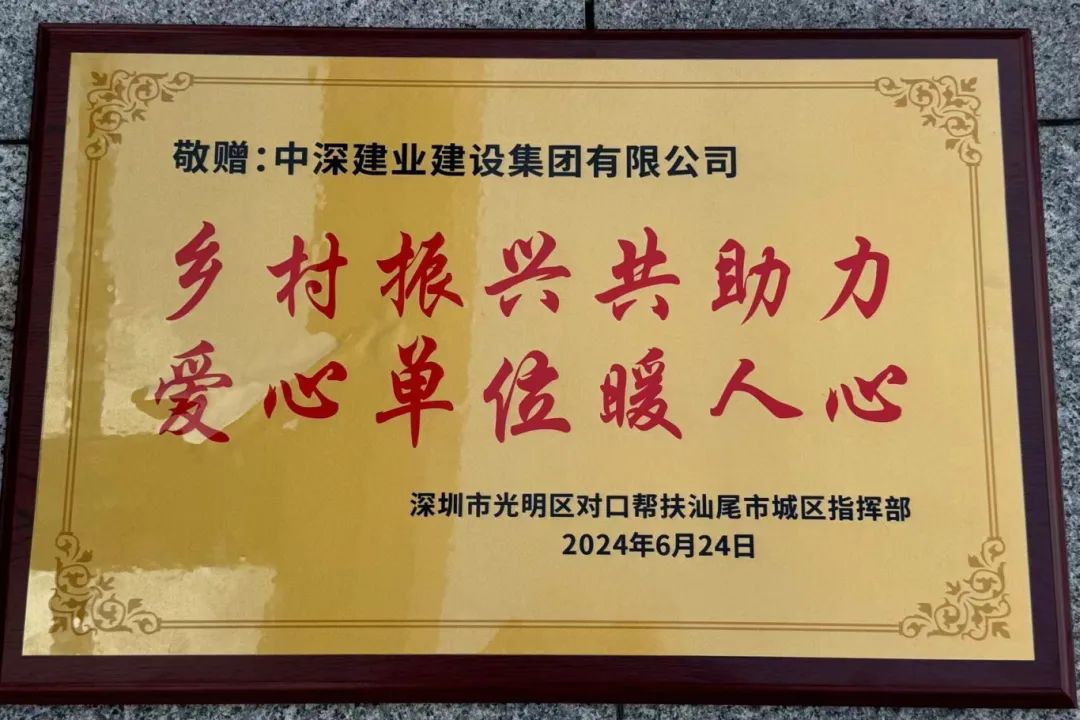 敬赠：中深建业建设集团有限公司
乡村振兴共助力
爱心单位暖人心
深圳市光明区对口帮扶汕尾市城区指挥部
2024年6月24日